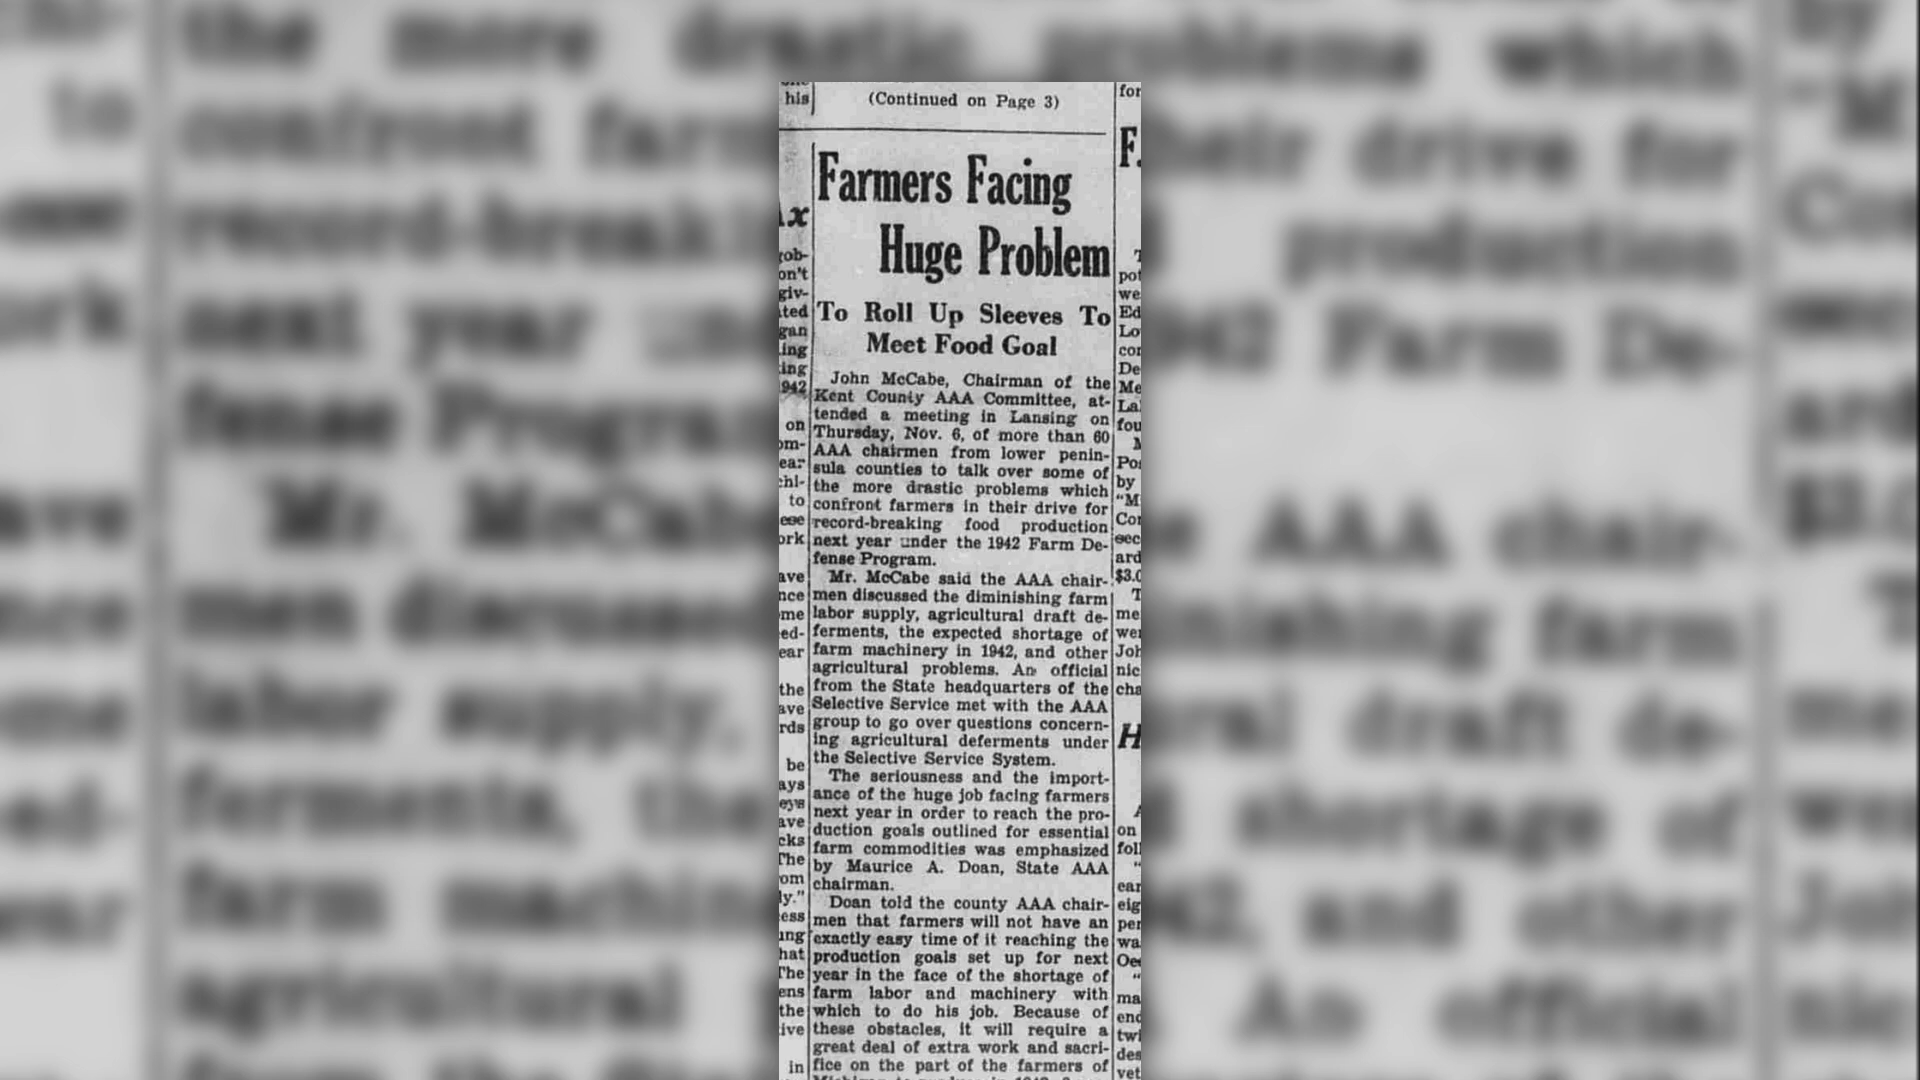 (Continued on Page 3)
Farmers Facing
Huge Problem
To Roll Up Sleeves To
Meet Food Goal
John McCabe, Chairman of the
Kent County AAA Committee, at-
tended a meeting in Lansing on
Thursday, Nov. 6, of more than 60
AAA chairmen from lower penin-
sula counties to talk over some of
the more drastic problems which
confront farmers in their drive for
record-breaking food production
next year under the 1942 Farm De-
fense Program.
Mr. McCabe said the AAA chair-
men discussed the diminishing farm
labor supply, agricultural draft de-
ferments, the expected shortage of
farm machinery in 1942, and other
agricultural problems. An official
from the State headquarters of the
Selective Service met with the AAA
group to go over questions concern-
ing agricultural deferments under
the Selective Service System.
The seriousness and the import-
ance of the huge job facing farmers
next year in order to reach the pro-
duction goals outlined for essential
farm commodities was emphasized
by Maurice A. Doan, State AAA
chairman.
Doan told the county AAA chair-
men that farmers will not have an
exactly easy time of it reaching the
production goals set up for next
year in the face of the shortage of
farm labor and machinery with
which to do his job. Because of
these obstacles, it will require a
great deal of extra work and sacri-
fice on the part of the farmers of